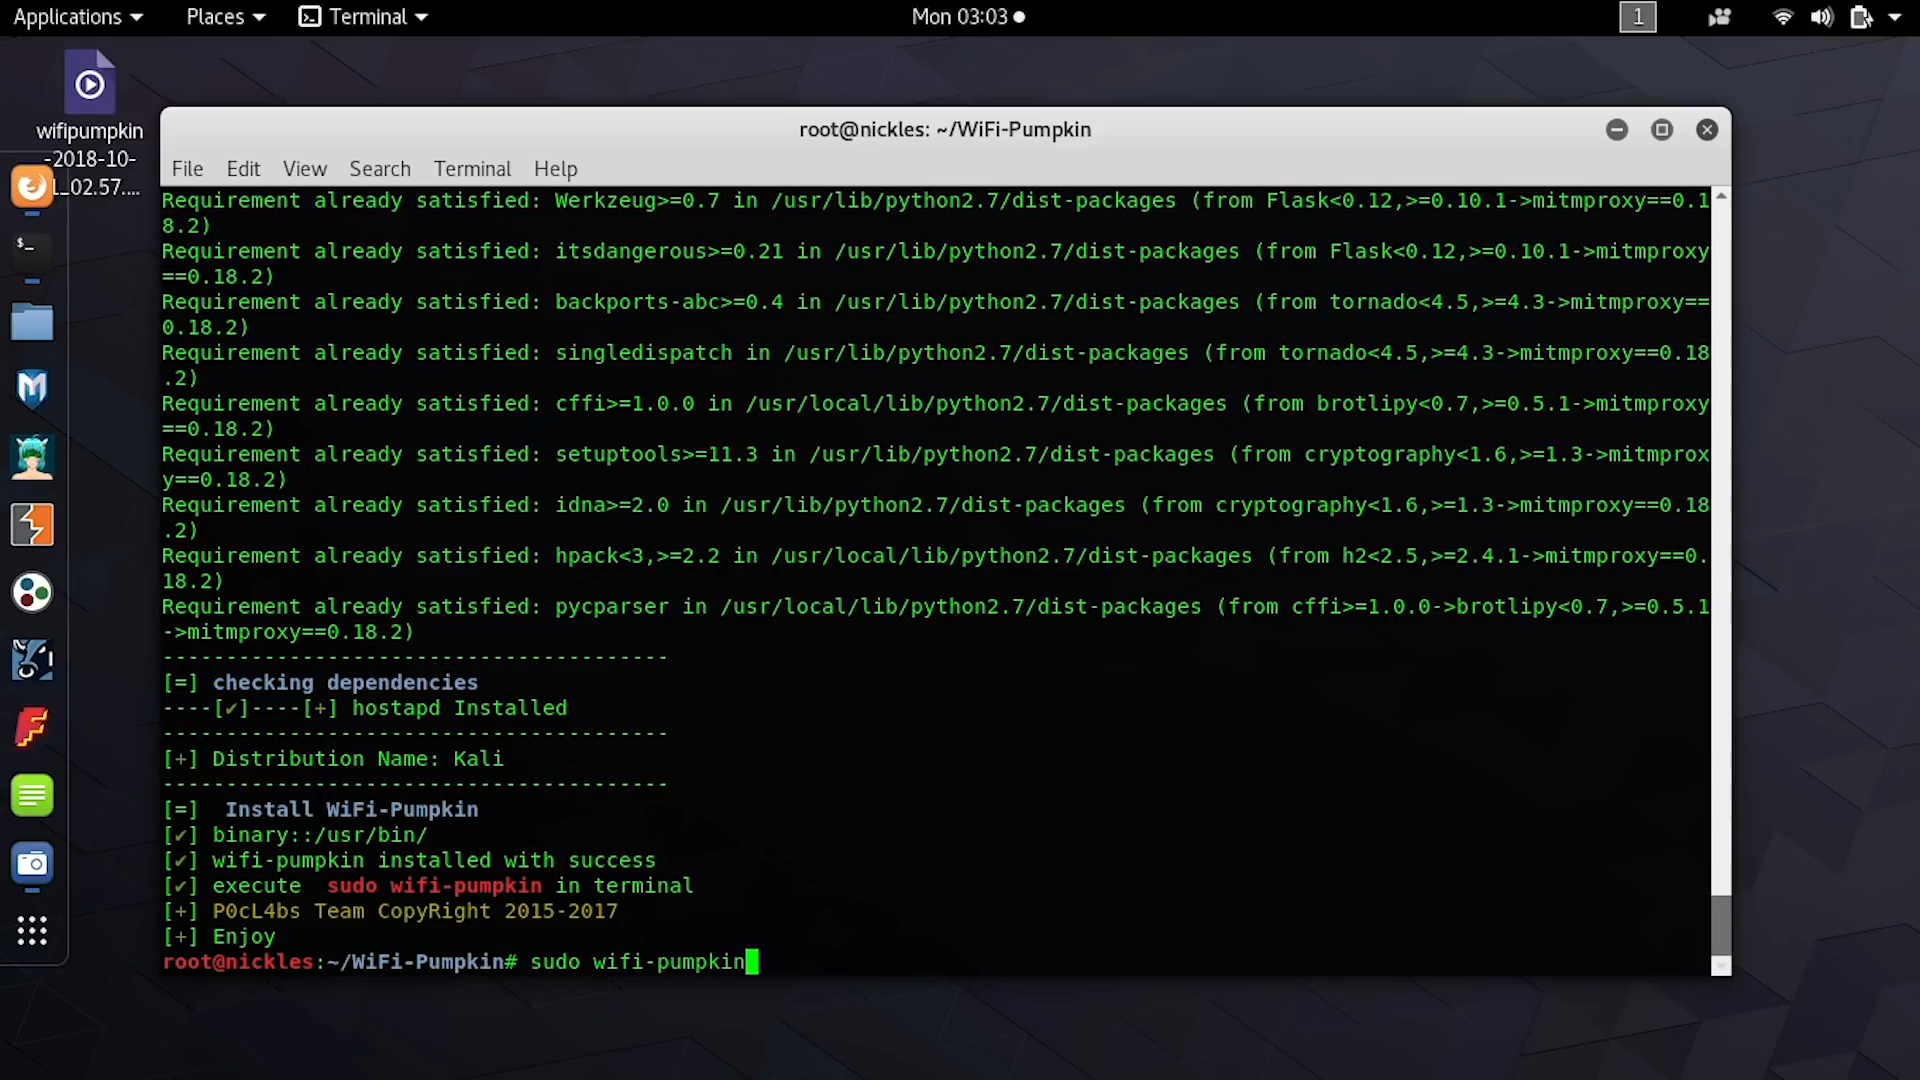 Applications Places Terminal Mon 03:03 1
wifipumpkin
-2018-10-
1_02.57....
root@nickles: ~/WiFi-Pumpkin
File Edit View Search Terminal Help
Requirement already satisfied: Werkzeug>=0.7 in /usr/lib/python2.7/dist-packages (from Flask<0.12,>=0.10.1->mitmproxy==0.1
8.2)
Requirement already satisfied: itsdangerous>=0.21 in /usr/lib/python2.7/dist-packages (from Flask<0.12,>=0.10.1->mitmproxy
==0.18.2)
Requirement already satisfied: backports-abc>=0.4 in /usr/lib/python2.7/dist-packages (from tornado<4.5,>=4.3->mitmproxy==
0.18.2)
Requirement already satisfied: singledispatch in /usr/lib/python2.7/dist-packages (from tornado<4.5,>=4.3->mitmproxy==0.18
.2)
Requirement already satisfied: cffi>=1.0.0 in /usr/local/lib/python2.7/dist-packages (from brotlipy<0.7,>=0.5.1->mitmproxy
==0.18.2)
Requirement already satisfied: setuptools>=11.3 in /usr/lib/python2.7/dist-packages (from cryptography<1.6,>=1.3->mitmprox
y==0.18.2)
Requirement already satisfied: idna>=2.0 in /usr/lib/python2.7/dist-packages (from cryptography<1.6,>=1.3->mitmproxy==0.18
.2)
Requirement already satisfied: hpack<3,>=2.2 in /usr/local/lib/python2.7/dist-packages (from h2<2.5,>=2.4.1->mitmproxy==0.
18.2)
Requirement already satisfied: pycparser in /usr/local/lib/python2.7/dist-packages (from cffi>=1.0.0->brotlipy<0.7,>=0.5.1
->mitmproxy==0.18.2)
----------------------------------------
[=] checking dependencies
----[✔]----[+] hostapd Installed
----------------------------------------
[+] Distribution Name: Kali
----------------------------------------
[=]  Install WiFi-Pumpkin
[✔] binary::/usr/bin/
[✔] wifi-pumpkin installed with success
[✔] execute  sudo wifi-pumpkin in terminal
[+] P0cL4bs Team CopyRight 2015-2017
[+] Enjoy
root@nickles:~/WiFi-Pumpkin# sudo wifi-pumpkin